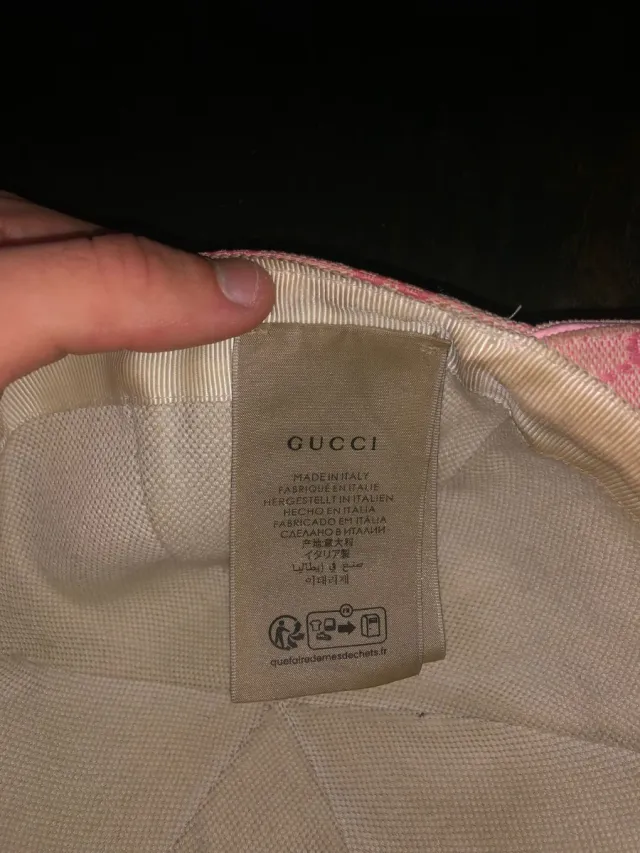 GUCCI
MADE IN ITALY
FABRIQUÉ EN ITALIE
HERGESTELLT IN ITALIEN
HECHO EN ITALIA
FABRICADO EM ITÁLIA
СДЕЛАНО В ИТАЛИИ
产地意大利
イタリア製
صنع في إيطاليا
이태리제
FR
quefairedemesdechets.fr